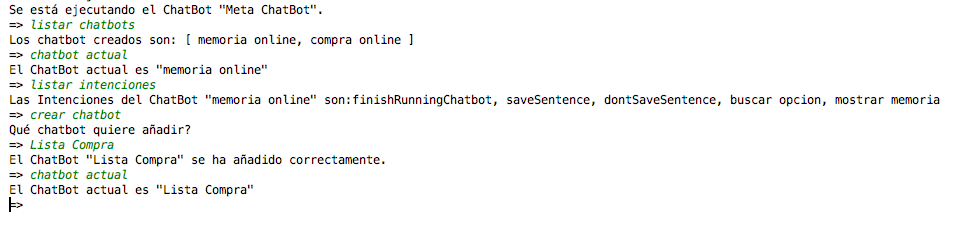 Se está ejecutando el ChatBot "Meta ChatBot".
=> listar chatbots
Los chatbot creados son: [ memoria online, compra online ]
=> chatbot actual
El ChatBot actual es "memoria online"
=> listar intenciones
Las Intenciones del ChatBot "memoria online" son:finishRunningChatbot, saveSentence, dontSaveSentence, buscar opcion, mostrar memoria
=> crear chatbot
Qué chatbot quiere añadir?
=> Lista Compra
El ChatBot "Lista Compra" se ha añadido correctamente.
=> chatbot actual
El ChatBot actual es "Lista Compra"
=>